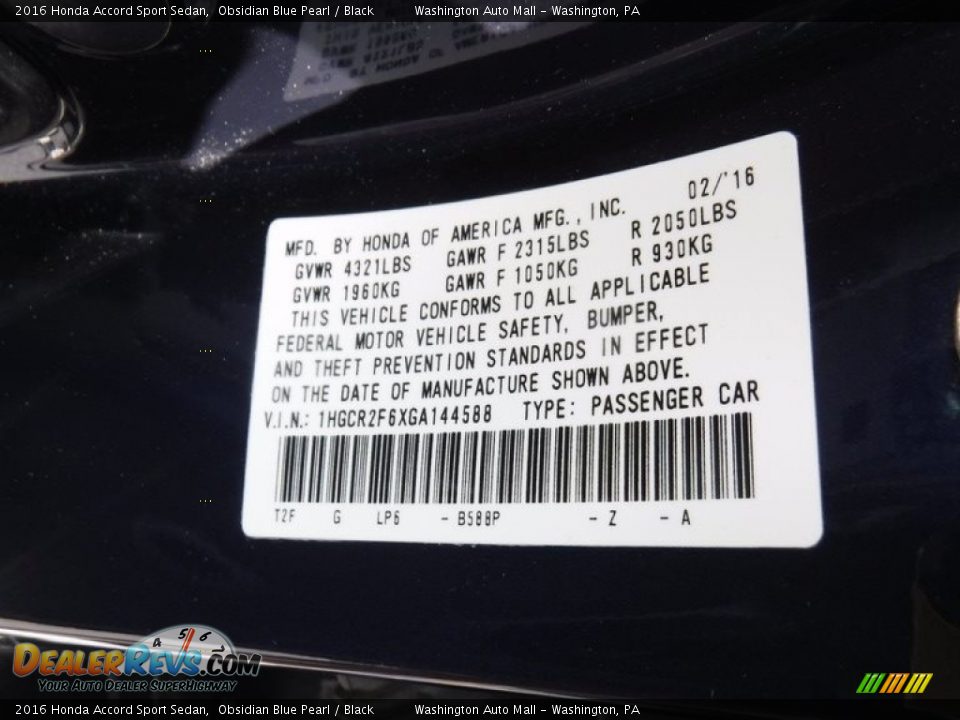 2016 Honda Accord Sport Sedan, Obsidian Blue Pearl / Black Washington Auto Mall - Washington, PA
MFD. BY HONDA OF AMERICA MFG., INC. 02/'16
GVWR 4321LBS GAWR F 2315LBS R 2050LBS
GVWR 1960KG GAWR F 1050KG R 930KG
THIS VEHICLE CONFORMS TO ALL APPLICABLE
FEDERAL MOTOR VEHICLE SAFETY, BUMPER,
AND THEFT PREVENTION STANDARDS IN EFFECT
ON THE DATE OF MANUFACTURE SHOWN ABOVE.
V.I.N.: 1HGCR2F6XGA144588 TYPE: PASSENGER CAR
T2F G LP6 - B588P - Z - A
4 5 6
DEALERREVS.COM
YOUR AUTO DEALER SUPERHIGHWAY
2016 Honda Accord Sport Sedan, Obsidian Blue Pearl / Black Washington Auto Mall - Washington, PA